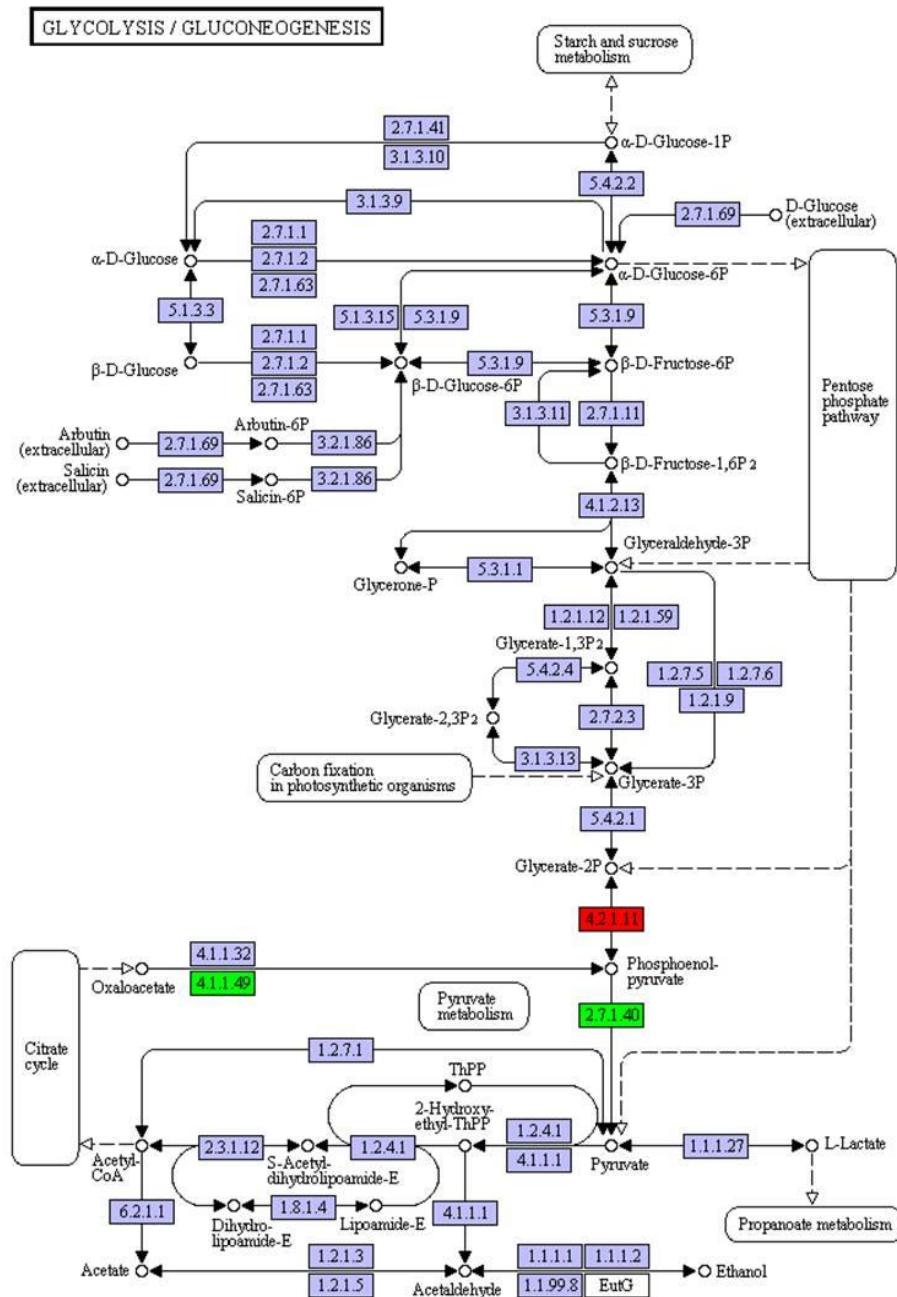 GLYCOLYSIS / GLUCONEOGENESIS
Starch and sucrose
metabolism
2.7.1.41
3.1.3.10
α-D-Glucose-1P
5.4.2.2
3.1.3.9
2.7.1.69
D-Glucose
(extracellular)
α-D-Glucose
2.7.1.1
2.7.1.2
2.7.1.63
α-D-Glucose-6P
5.1.3.3
5.1.3.15
5.3.1.9
5.3.1.9
β-D-Glucose
2.7.1.1
2.7.1.2
2.7.1.63
β-D-Glucose-6P
5.3.1.9
β-D-Fructose-6P
Pentose
phosphate
pathway
3.1.3.11
2.7.1.11
Arbutin
(extracellular)
2.7.1.69
Arbutin-6P
3.2.1.86
Salicin
(extracellular)
2.7.1.69
Salicin-6P
3.2.1.86
β-D-Fructose-1,6P2
4.1.2.13
Glyceraldehyde-3P
Glycerone-P
5.3.1.1
1.2.1.12
1.2.1.59
Glycerate-1,3P2
5.4.2.4
1.2.7.5
1.2.7.6
1.2.1.9
Glycerate-2,3P2
2.7.2.3
3.1.3.13
Carbon fixation
in photosynthetic organisms
Glycerate-3P
5.4.2.1
Glycerate-2P
4.2.1.11
4.1.1.32
4.1.1.49
Oxaloacetate
Phosphoenol-
pyruvate
Pyruvate
metabolism
2.7.1.40
Citrate
cycle
1.2.7.1
ThPP
2-Hydroxy-
ethyl-ThPP
1.2.4.1
4.1.1.1
2.3.1.12
1.2.4.1
Acetyl-
CoA
S-Acetyl-
dihydrolipoamide-E
Pyruvate
1.1.1.27
L-Lactate
6.2.1.1
1.8.1.4
Dihydro-
lipoamide-E
Lipoamide-E
4.1.1.1
Propanoate metabolism
1.2.1.3
1.2.1.5
Acetate
Acetaldehyde
1.1.1.1
1.1.1.2
1.1.99.8
EutG
Ethanol